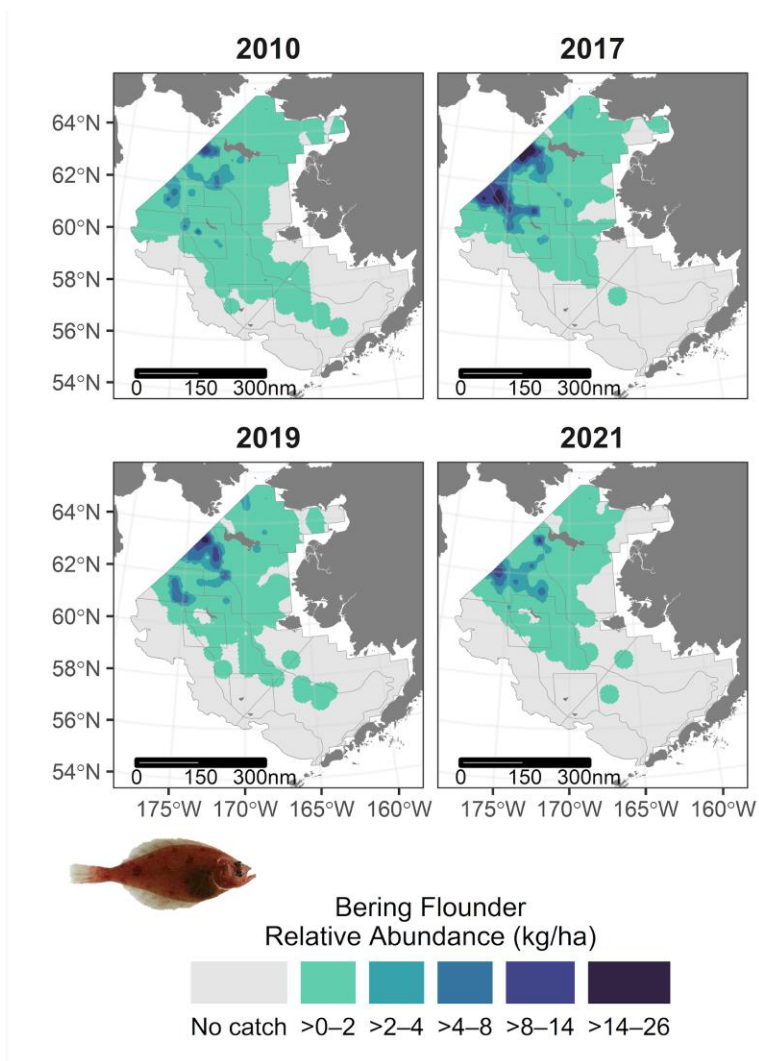 2010 2017
64°N
62°N
60°N
58°N
56°N
54°N
0 150 300nm 0 150 300nm
2019 2021
64°N
62°N
60°N
58°N
56°N
54°N
0 150 300nm 0 150 300nm
175°W 170°W 165°W 160°W 175°W 170°W 165°W 160°W
Bering Flounder
Relative Abundance (kg/ha)
No catch >0–2 >2–4 >4–8 >8–14 >14–26